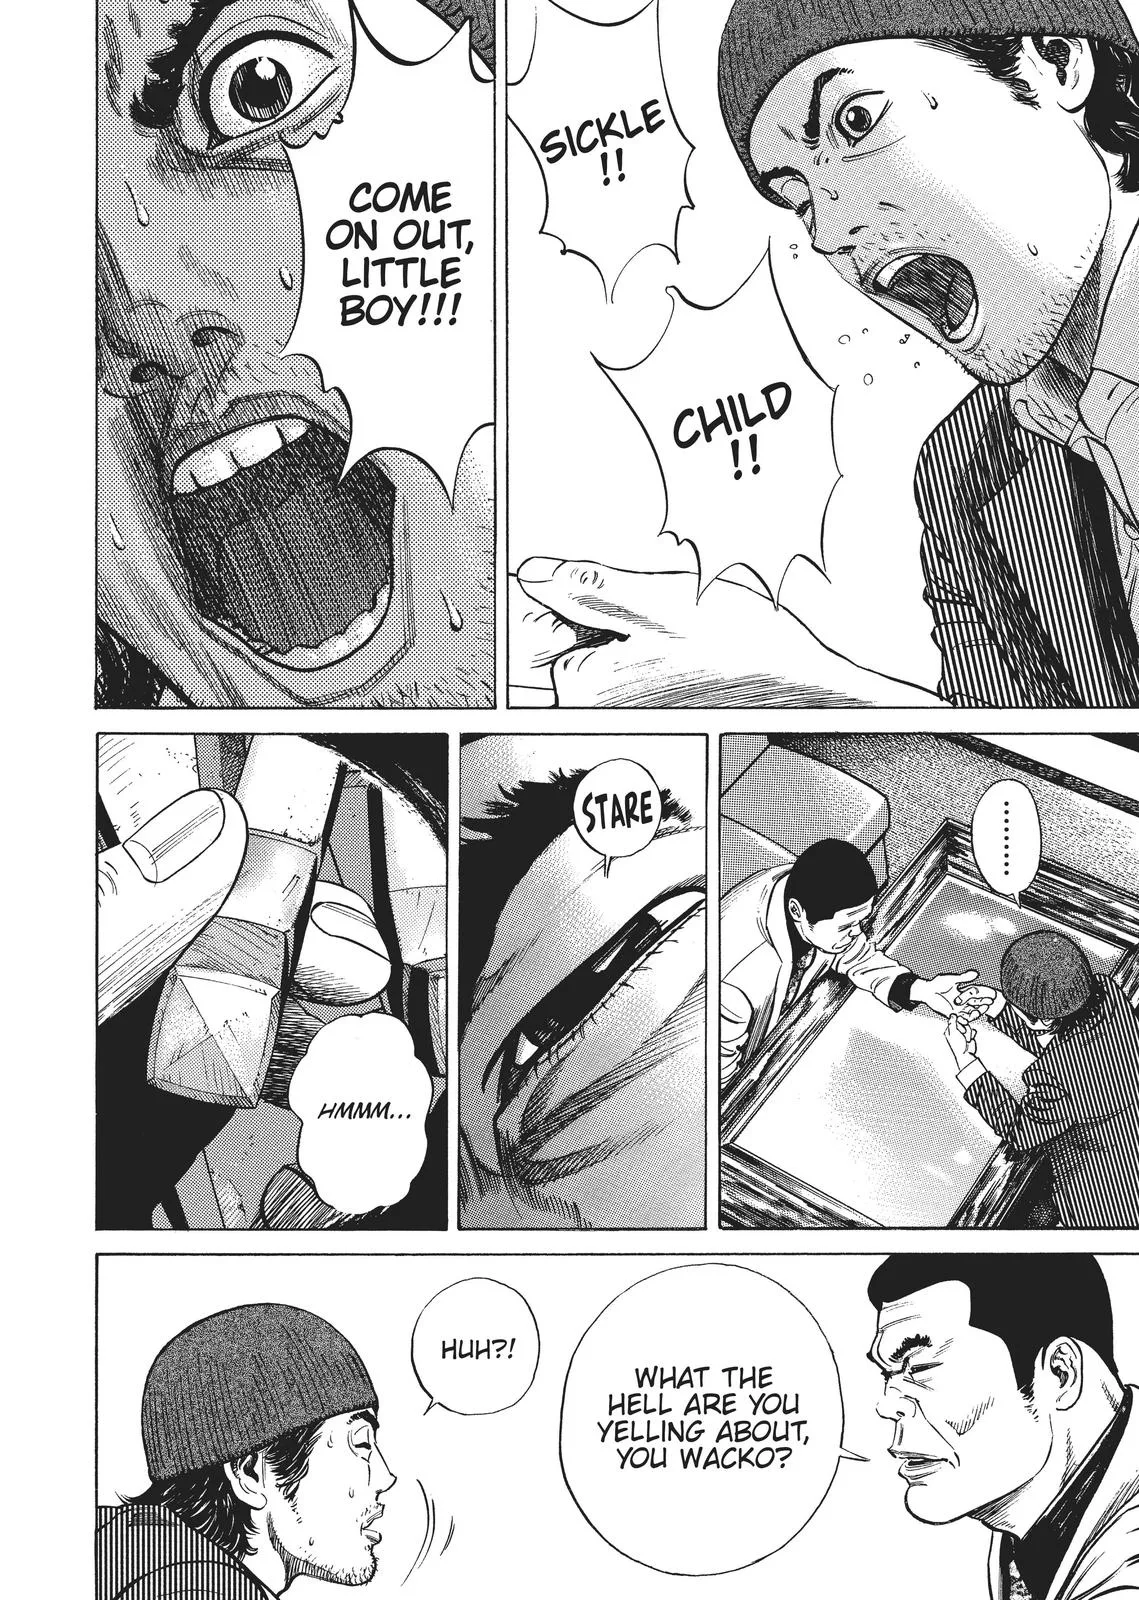 SICKLE
!!
CHILD
!!
COME
ON OUT,
LITTLE
BOY!!!
........
STARE
HMMM...
WHAT THE
HELL ARE YOU
YELLING ABOUT,
YOU WACKO?
HUH?!